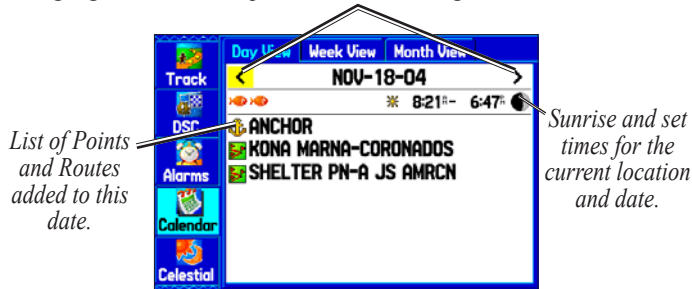 Day View Week View Month View
Track
< NOV-18-04 >
8:21A- 6:47P
DSC
ANCHOR
KONA MARNA-CORONADOS
SHELTER PN-A JS AMRCN
Alarms
Calendar
Celestial
List of Points
and Routes
added to this
date.
Sunrise and set
times for the
current location
and date.